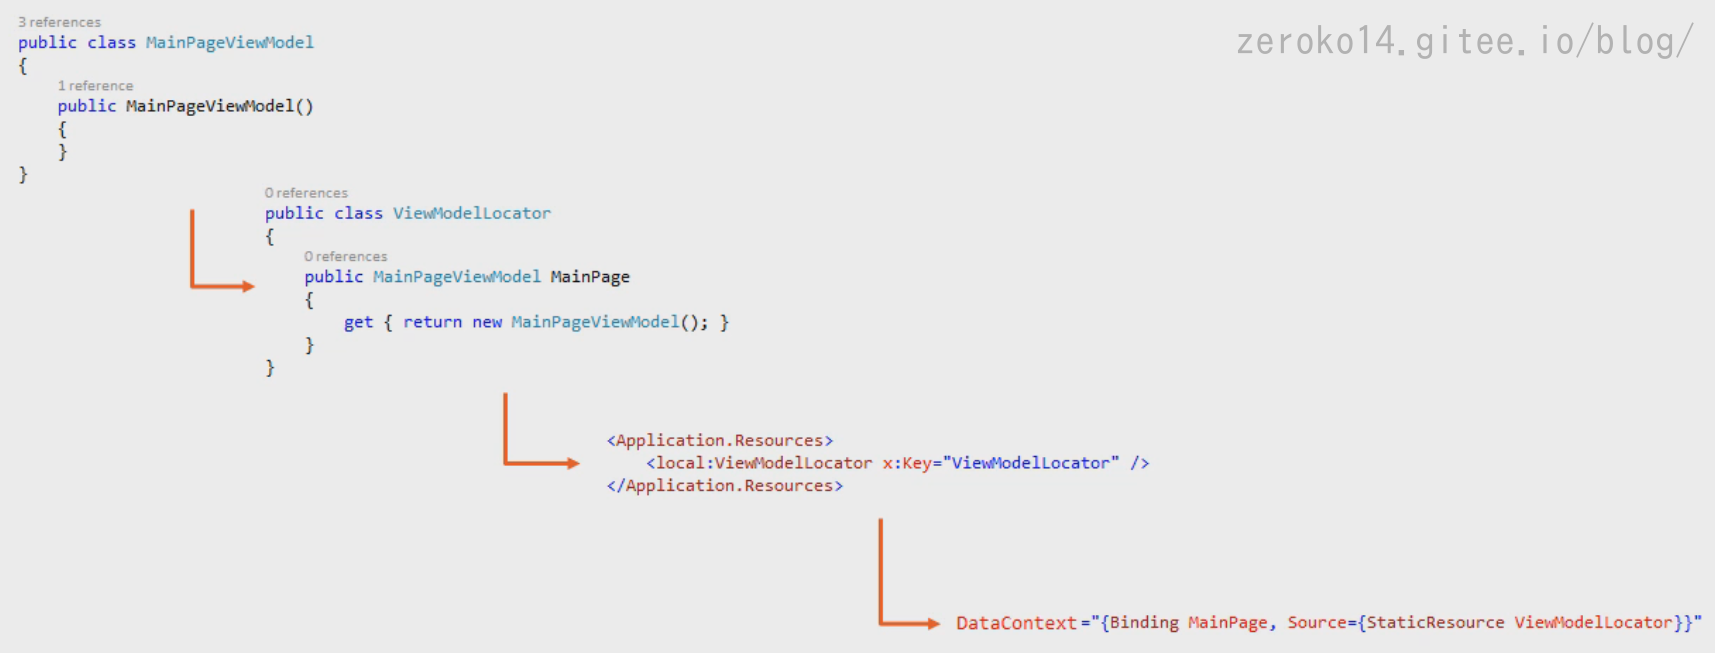 3 references
public class MainPageViewModel
{
1 reference
public MainPageViewModel()
{
}
}
zeroko14.gitee.io/blog/
0 references
public class ViewModelLocator
{
0 references
public MainPageViewModel MainPage
{
get { return new MainPageViewModel(); }
}
}
<Application.Resources>
<local:ViewModelLocator x:Key="ViewModelLocator" />
</Application.Resources>
DataContext="{Binding MainPage, Source={StaticResource ViewModelLocator}}"